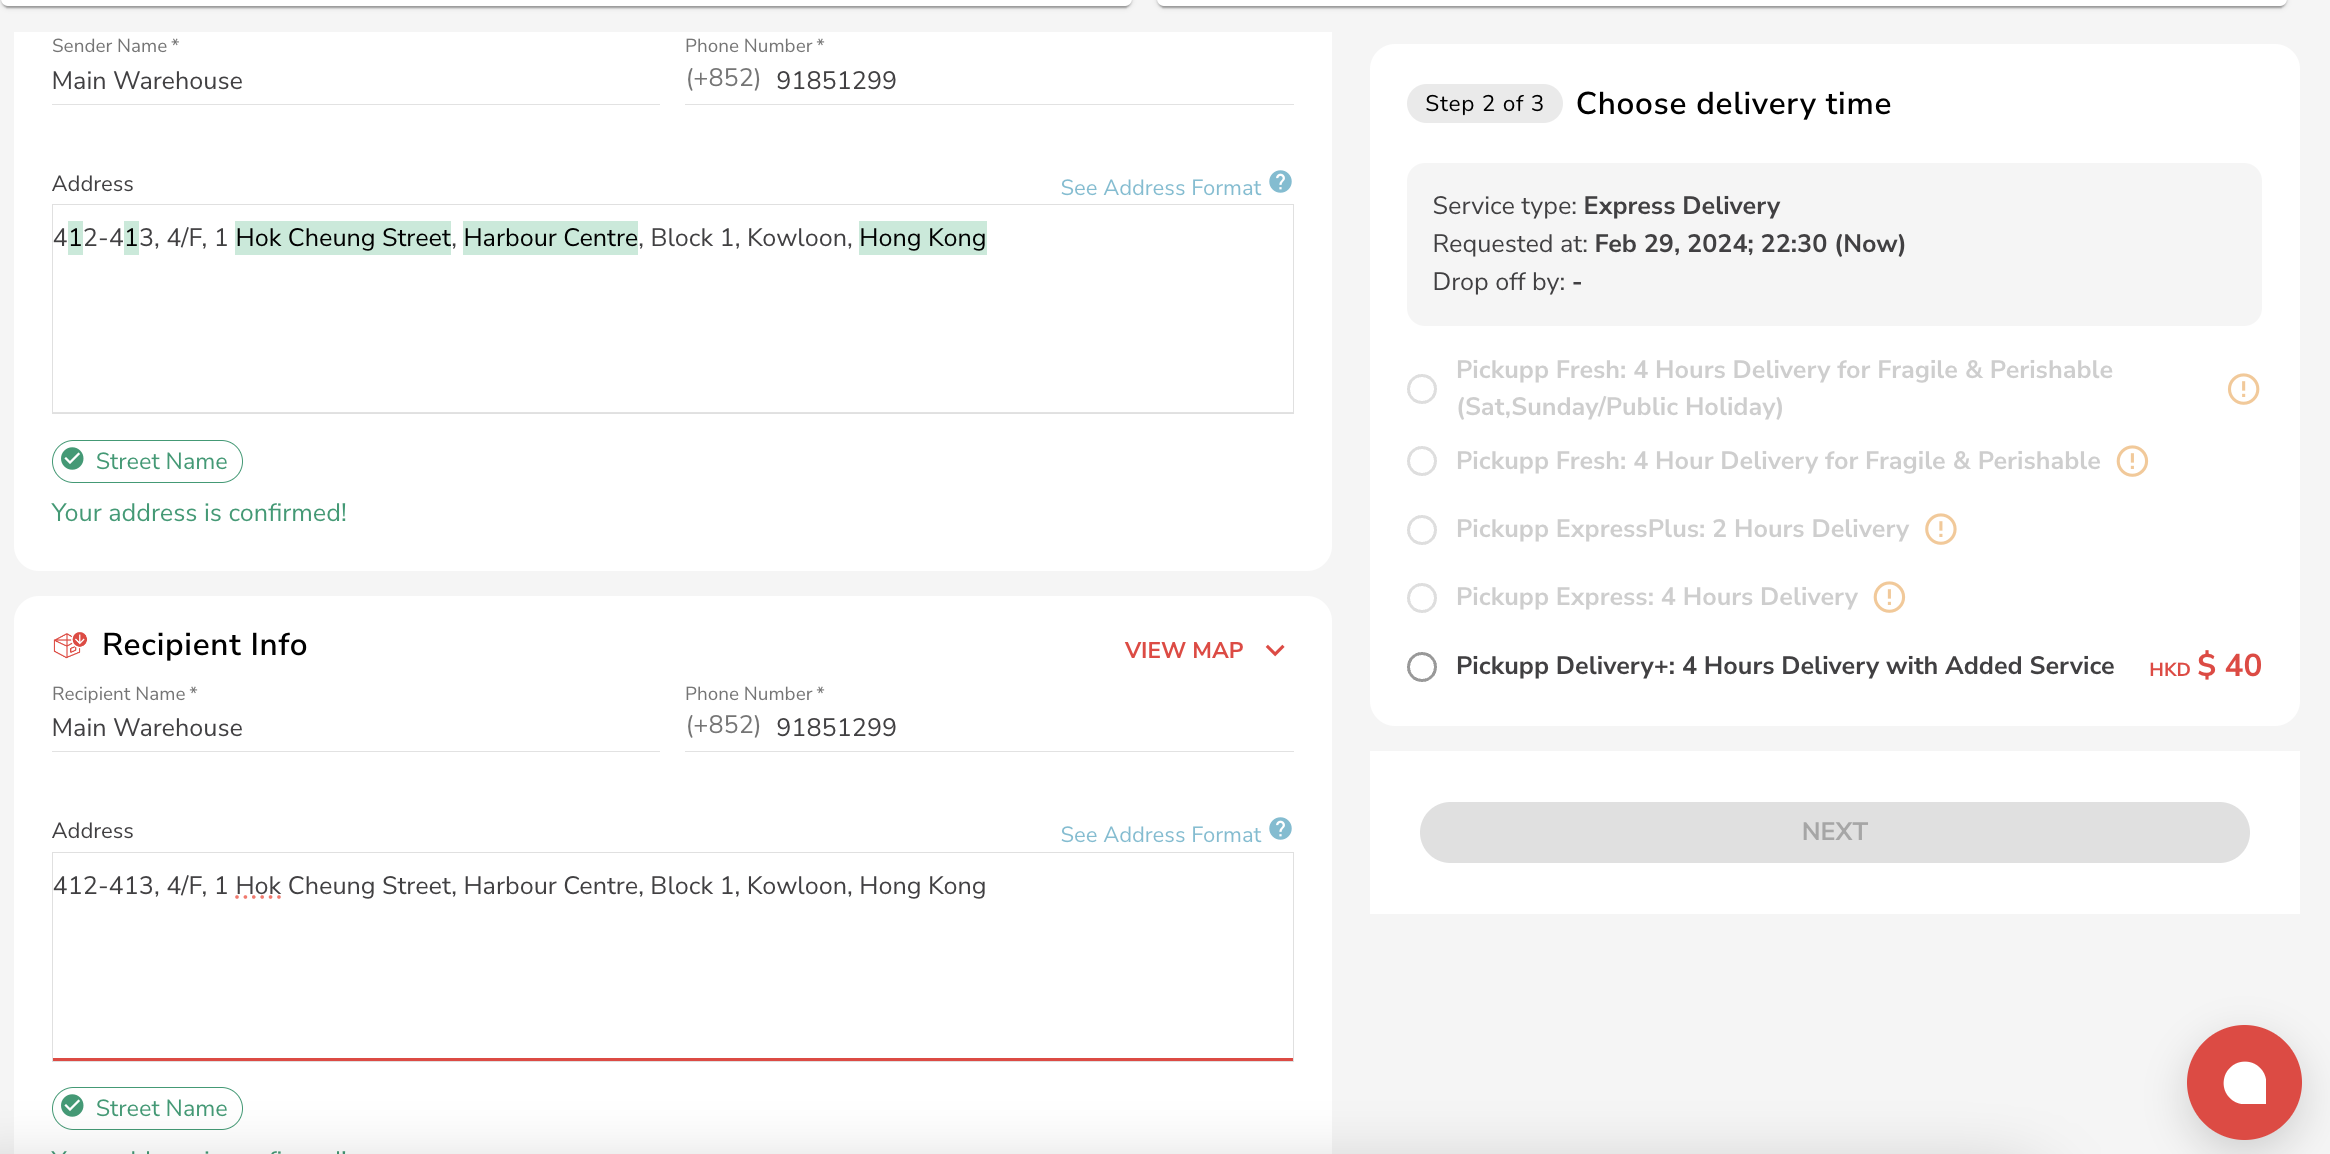 Sender Name *
Main Warehouse
Phone Number *
(+852) 91851299
Address
See Address Format ?
412-413, 4/F, 1 Hok Cheung Street, Harbour Centre, Block 1, Kowloon, Hong Kong
Street Name
Your address is confirmed!
Recipient Info
VIEW MAP
Recipient Name *
Main Warehouse
Phone Number *
(+852) 91851299
Address
See Address Format ?
412-413, 4/F, 1 Hok Cheung Street, Harbour Centre, Block 1, Kowloon, Hong Kong
Street Name
Step 2 of 3 Choose delivery time
Service type: Express Delivery
Requested at: Feb 29, 2024; 22:30 (Now)
Drop off by: -
Pickupp Fresh: 4 Hours Delivery for Fragile & Perishable
(Sat,Sunday/Public Holiday)
Pickupp Fresh: 4 Hour Delivery for Fragile & Perishable
Pickupp ExpressPlus: 2 Hours Delivery
Pickupp Express: 4 Hours Delivery
Pickupp Delivery+: 4 Hours Delivery with Added Service HKD $ 40
NEXT